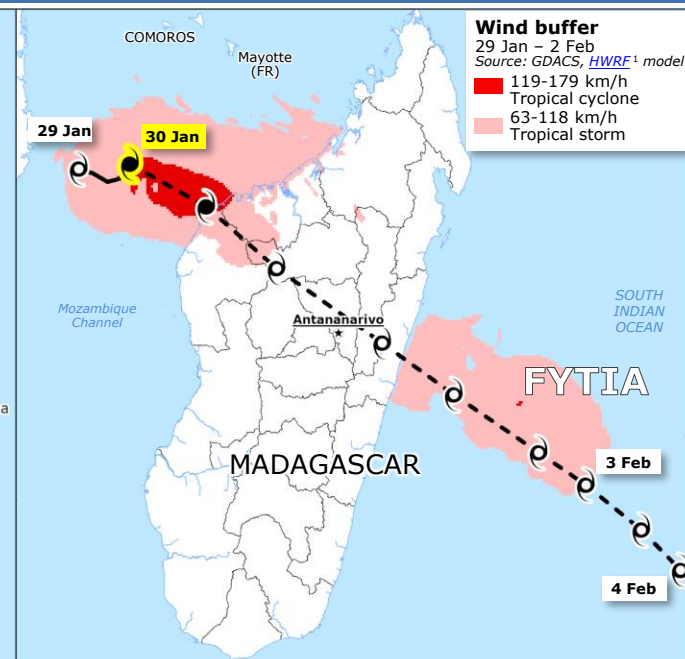 COMOROS
Mayotte
(FR)
Wind buffer
29 Jan – 2 Feb
Source: GDACS, HWRF¹ model
119-179 km/h
Tropical cyclone
63-118 km/h
Tropical storm
29 Jan
30 Jan
Mozambique
Channel
Antananarivo
SOUTH
INDIAN
OCEAN
FYTIA
a
MADAGASCAR
3 Feb
4 Feb